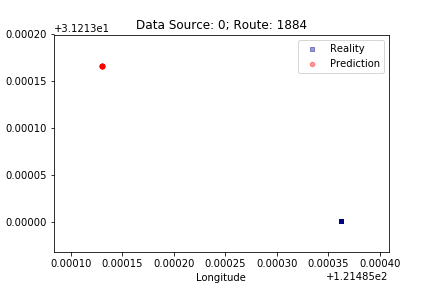 Data Source: 0; Route: 1884
+3.1213e1
0.00020
0.00015
0.00010
0.00005
0.00000
Reality
Prediction
0.00010 0.00015 0.00020 0.00025 0.00030 0.00035 0.00040
Longitude
+1.21485e2